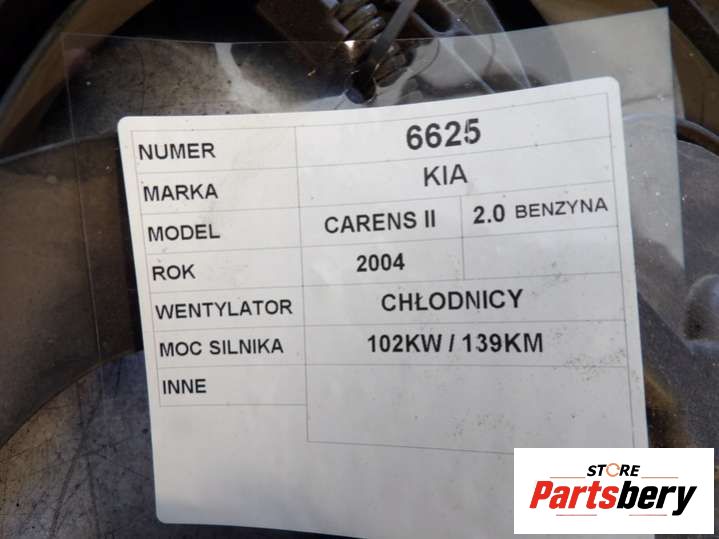 NUMER 6625
MARKA KIA
MODEL CARENS II 2.0 BENZYNA
ROK 2004
WENTYLATOR CHŁODNICY
MOC SILNIKA 102KW / 139KM
INNE
STORE
Partsbery